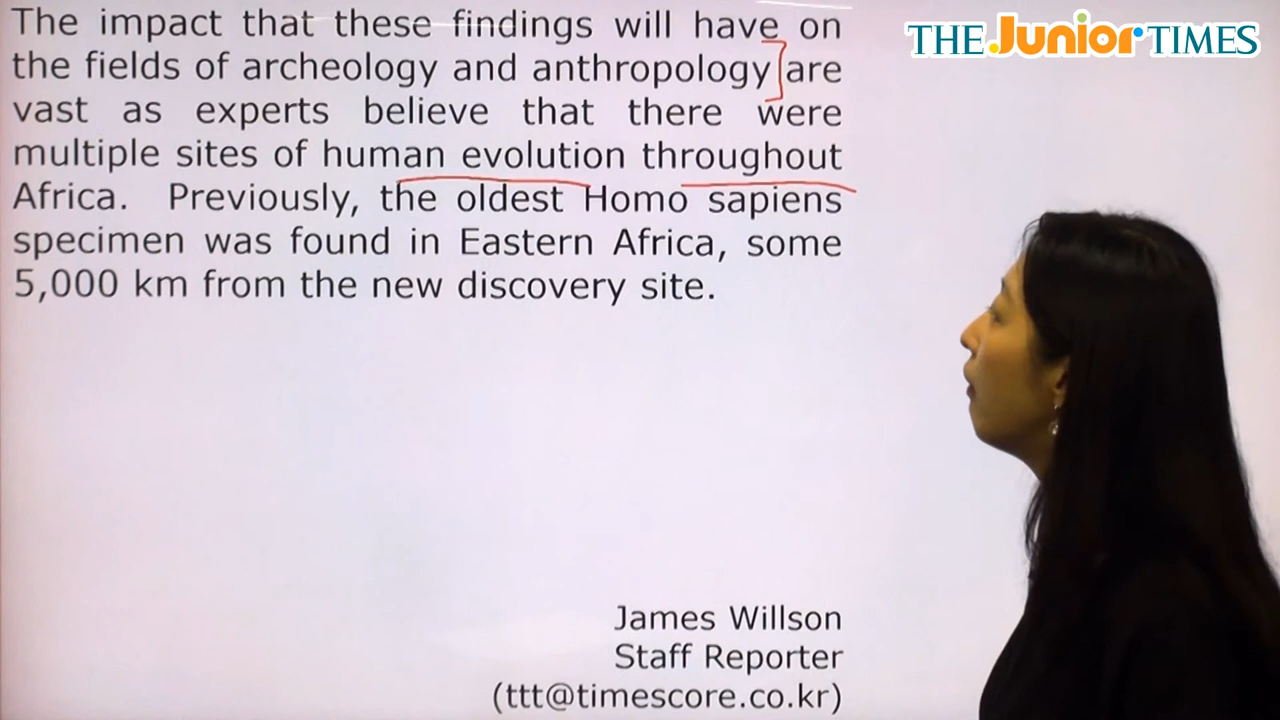 The impact that these findings will have on
the fields of archeology and anthropology are
vast as experts believe that there were
multiple sites of human evolution throughout
Africa. Previously, the oldest Homo sapiens
specimen was found in Eastern Africa, some
5,000 km from the new discovery site.
James Willson
Staff Reporter
(ttt@timescore.co.kr)
THE Junior TIMES